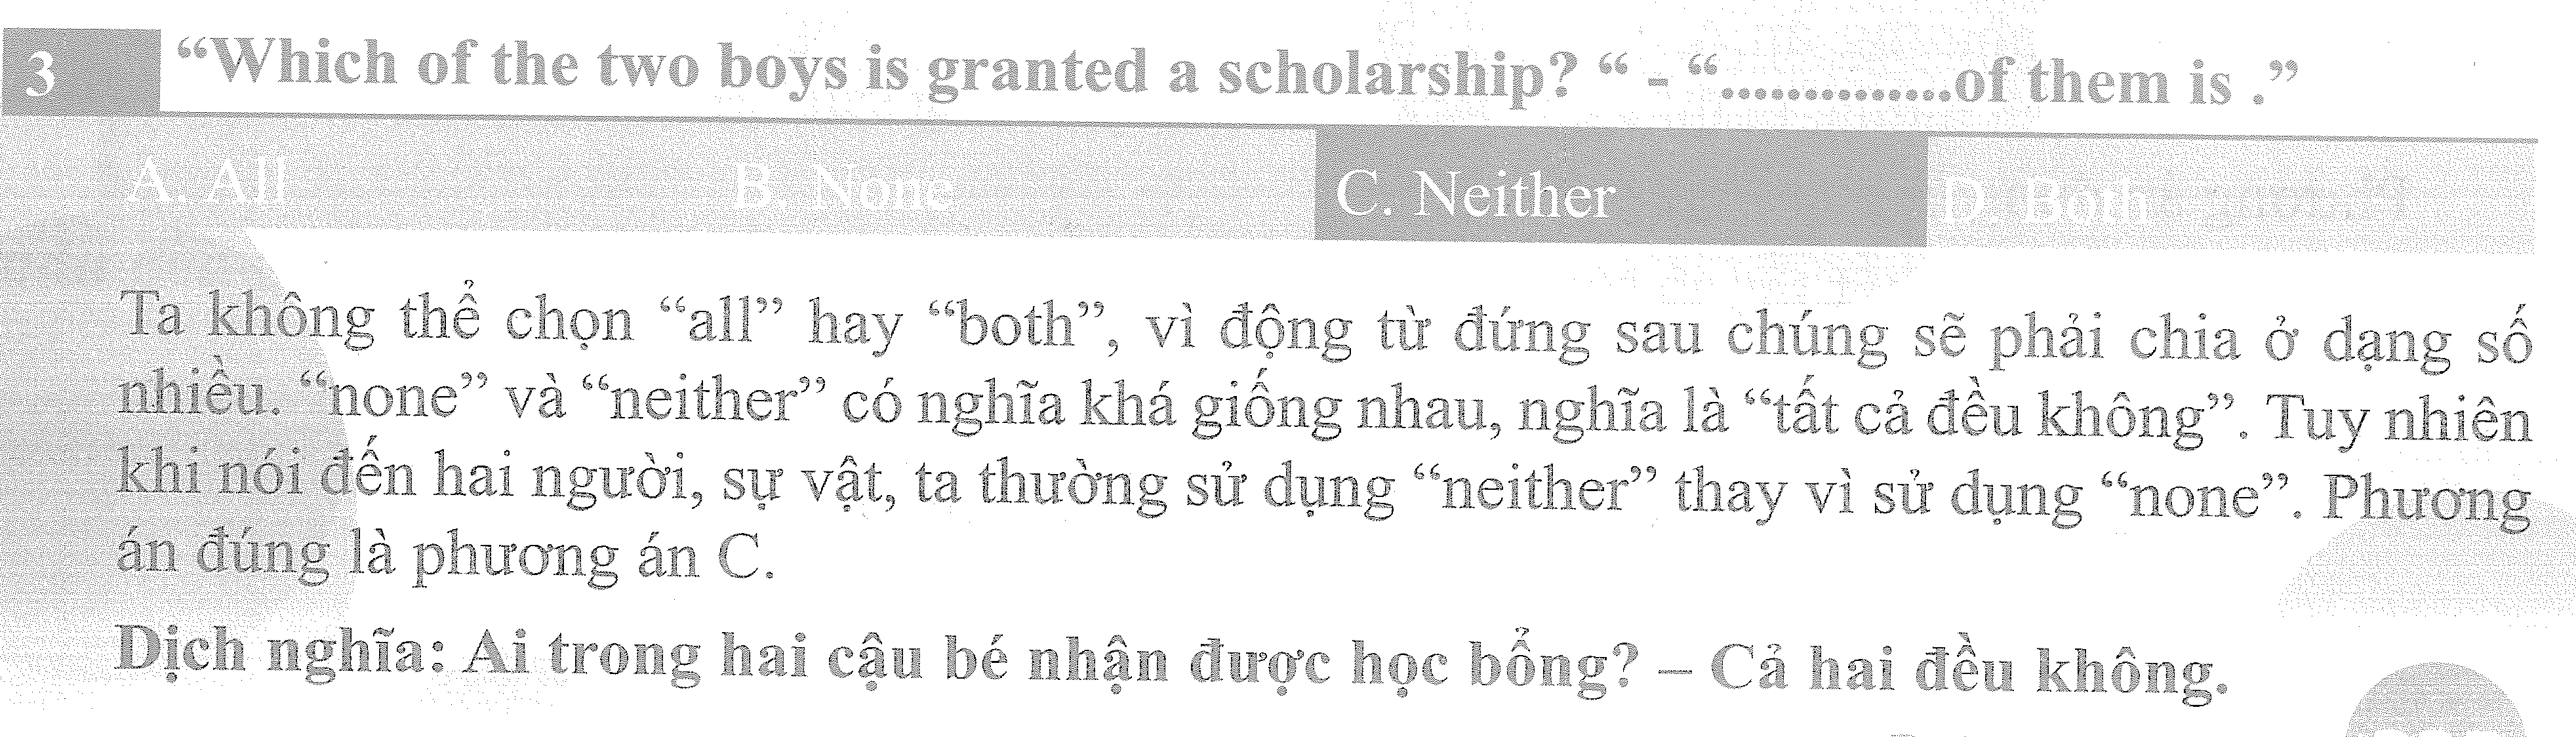 3 “Which of the two boys is granted a scholarship? “ - “..............of them is .”
A. All B. None C. Neither D. Both
Ta không thể chọn “all” hay “both”, vì động từ đứng sau chúng sẽ phải chia ở dạng số
nhiều. “none” và “neither” có nghĩa khá giống nhau, nghĩa là “tất cả đều không”. Tuy nhiên
khi nói đến hai người, sự vật, ta thường sử dụng “neither” thay vì sử dụng “none”. Phương
án đúng là phương án C.
Dịch nghĩa: Ai trong hai cậu bé nhận được học bổng? – Cả hai đều không.